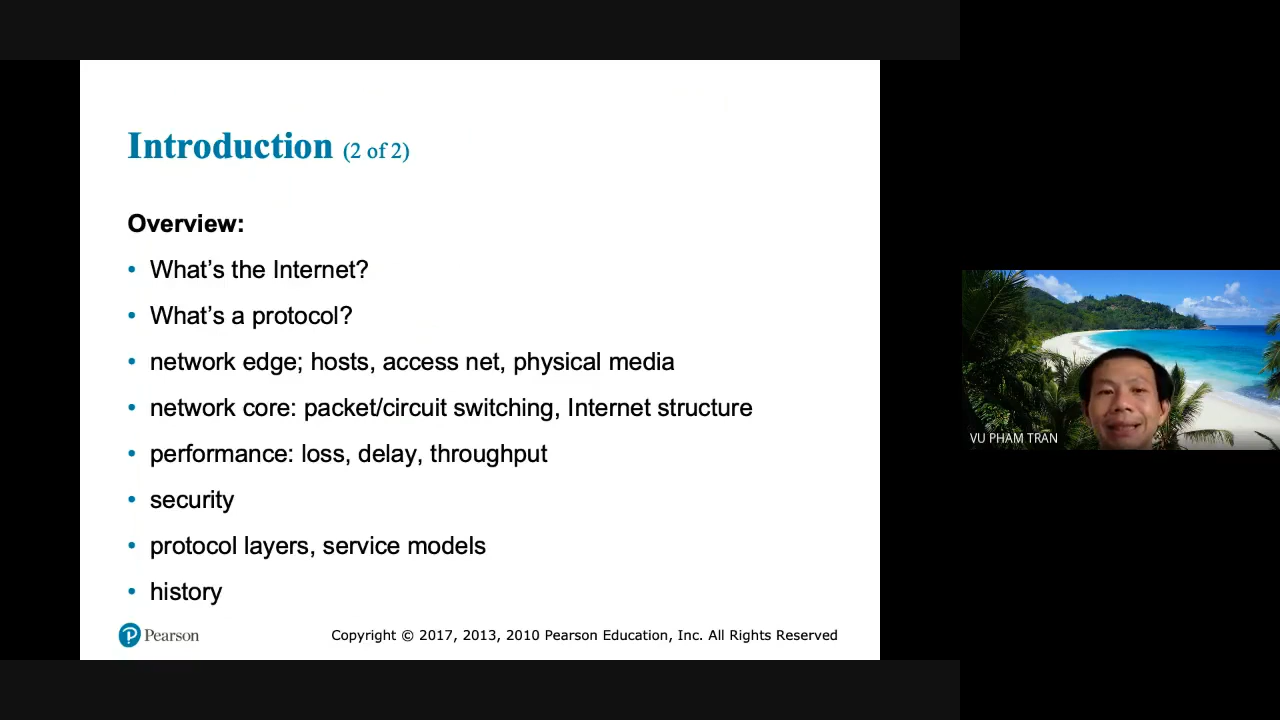 Introduction (2 of 2)
Overview:
• What’s the Internet?
• What’s a protocol?
• network edge; hosts, access net, physical media
• network core: packet/circuit switching, Internet structure
• performance: loss, delay, throughput
• security
• protocol layers, service models
• history
Pearson
Copyright © 2017, 2013, 2010 Pearson Education, Inc. All Rights Reserved
VU PHAM TRAN